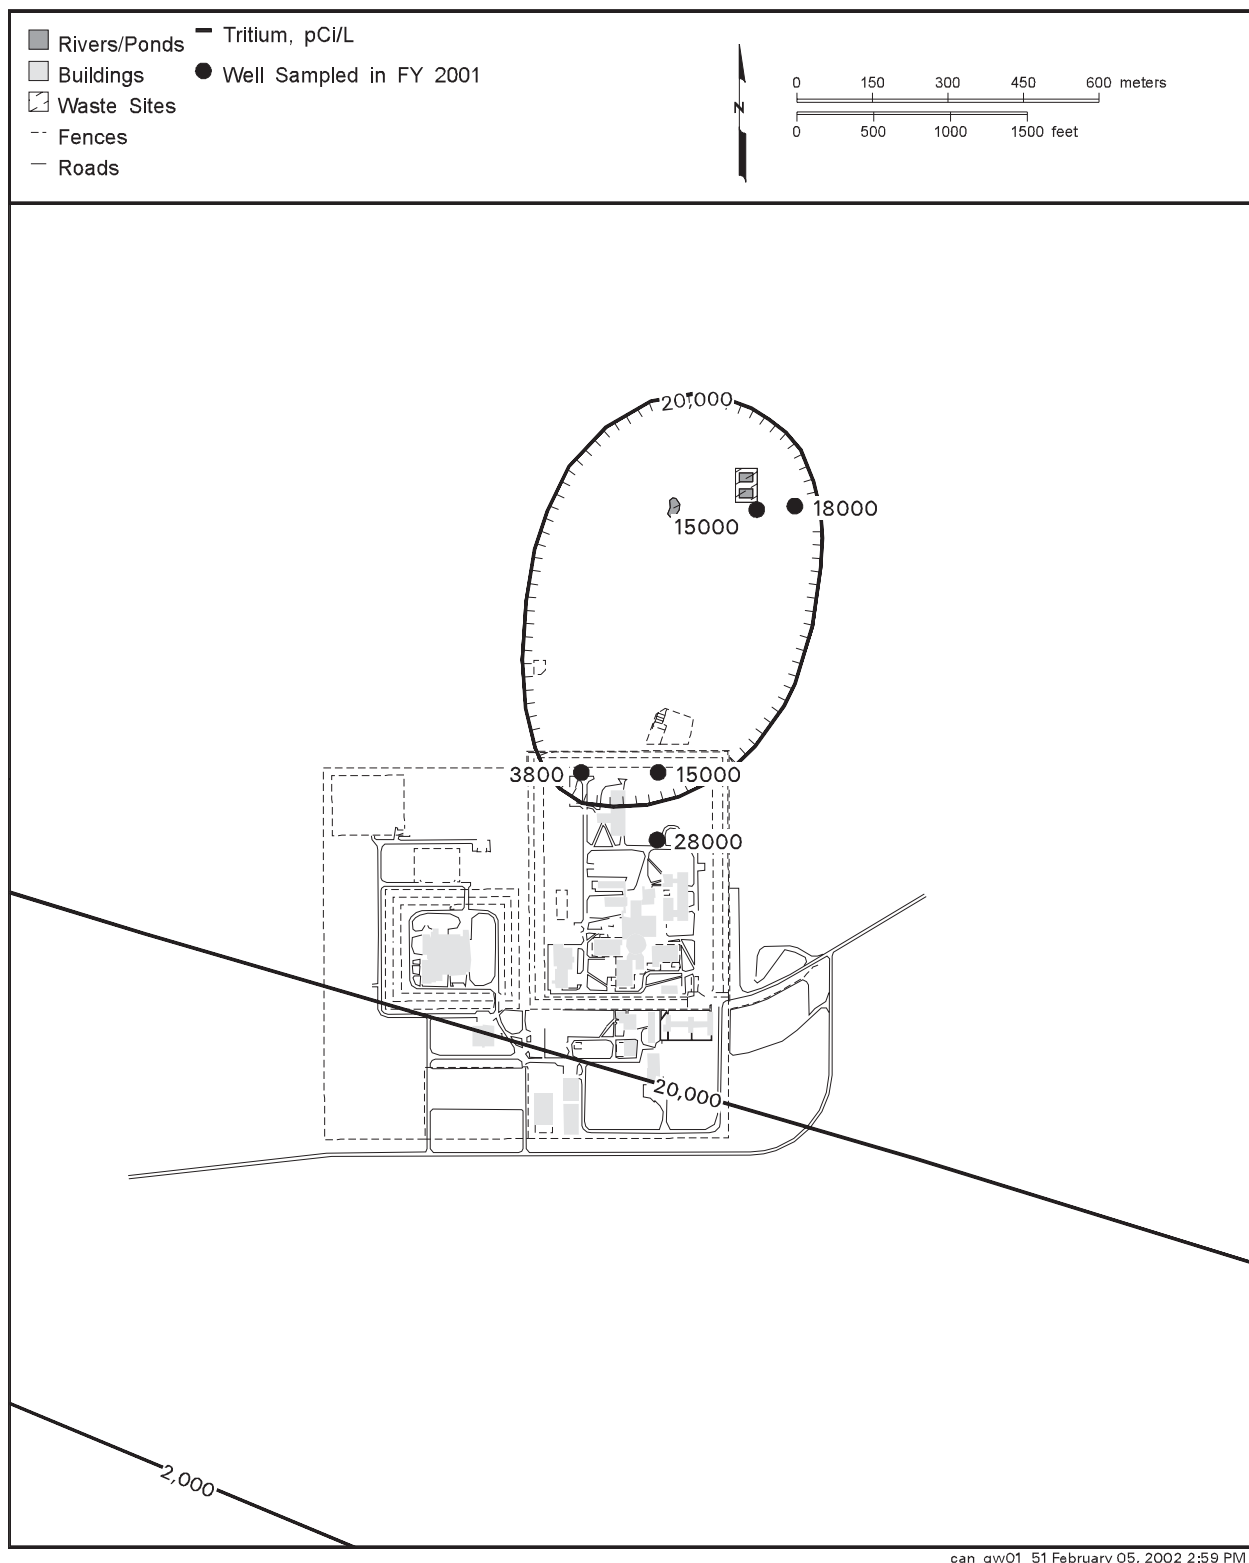 Rivers/Ponds
Buildings
Waste Sites
Fences
Roads
Tritium, pCi/L
Well Sampled in FY 2001
N
0 150 300 450 600 meters
0 500 1000 1500 feet
20,000
18000
15000
3800
15000
28000
20,000
2,000
can_gw01_51 February 05, 2002 2:59 PM